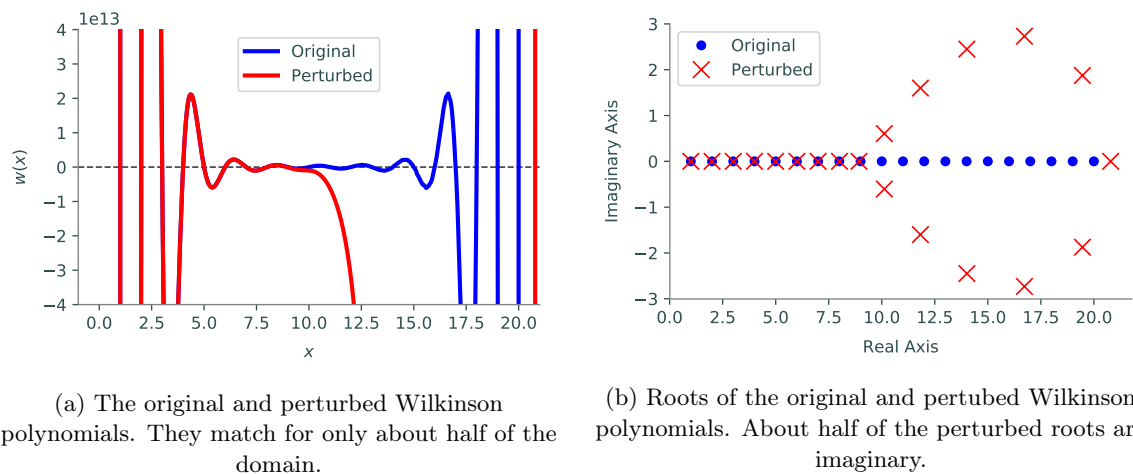 1e13
4
3
2
1
0
−1
−2
−3
−4
w(x)
Original
Perturbed
0.0 2.5 5.0 7.5 10.0 12.5 15.0 17.5 20.0
x
(a) The original and perturbed Wilkinson
polynomials. They match for only about half of the
domain.
3
2
1
0
−1
−2
−3
Imaginary Axis
Original
Perturbed
0.0 2.5 5.0 7.5 10.0 12.5 15.0 17.5 20.0
Real Axis
(b) Roots of the original and pertubed Wilkinson
polynomials. About half of the perturbed roots ar
imaginary.